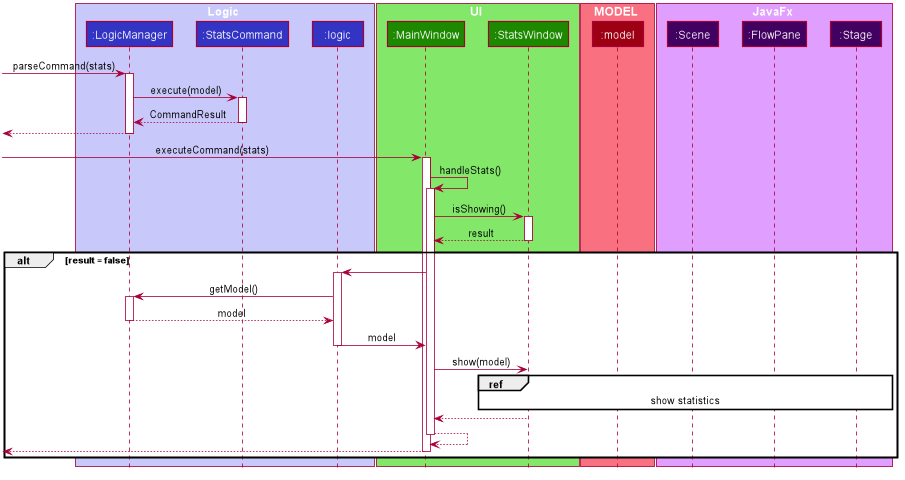 Logic
UI
MODEL
JavaFx
:LogicManager
:StatsCommand
:logic
:MainWindow
:StatsWindow
:model
:Scene
:FlowPane
:Stage
parseCommand(stats)
execute(model)
CommandResult
executeCommand(stats)
handleStats()
isShowing()
result
alt
[result = false]
getModel()
model
model
show(model)
ref
show statistics